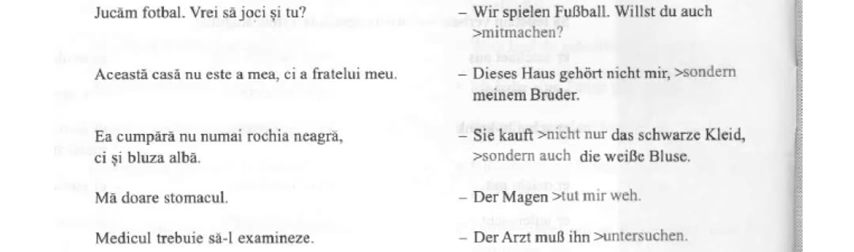 Jucăm fotbal. Vrei să joci și tu?
– Wir spielen Fußball. Willst du auch
>mitmachen?
Această casă nu este a mea, ci a fratelui meu.
– Dieses Haus gehört nicht mir, >sondern
meinem Bruder.
Ea cumpără nu numai rochia neagră,
ci și bluza albă.
– Sie kauft >nicht nur das schwarze Kleid,
>sondern auch die weiße Bluse.
Mă doare stomacul.
– Der Magen >tut mir weh.
Medicul trebuie să-l examineze.
– Der Arzt muß ihn >untersuchen.